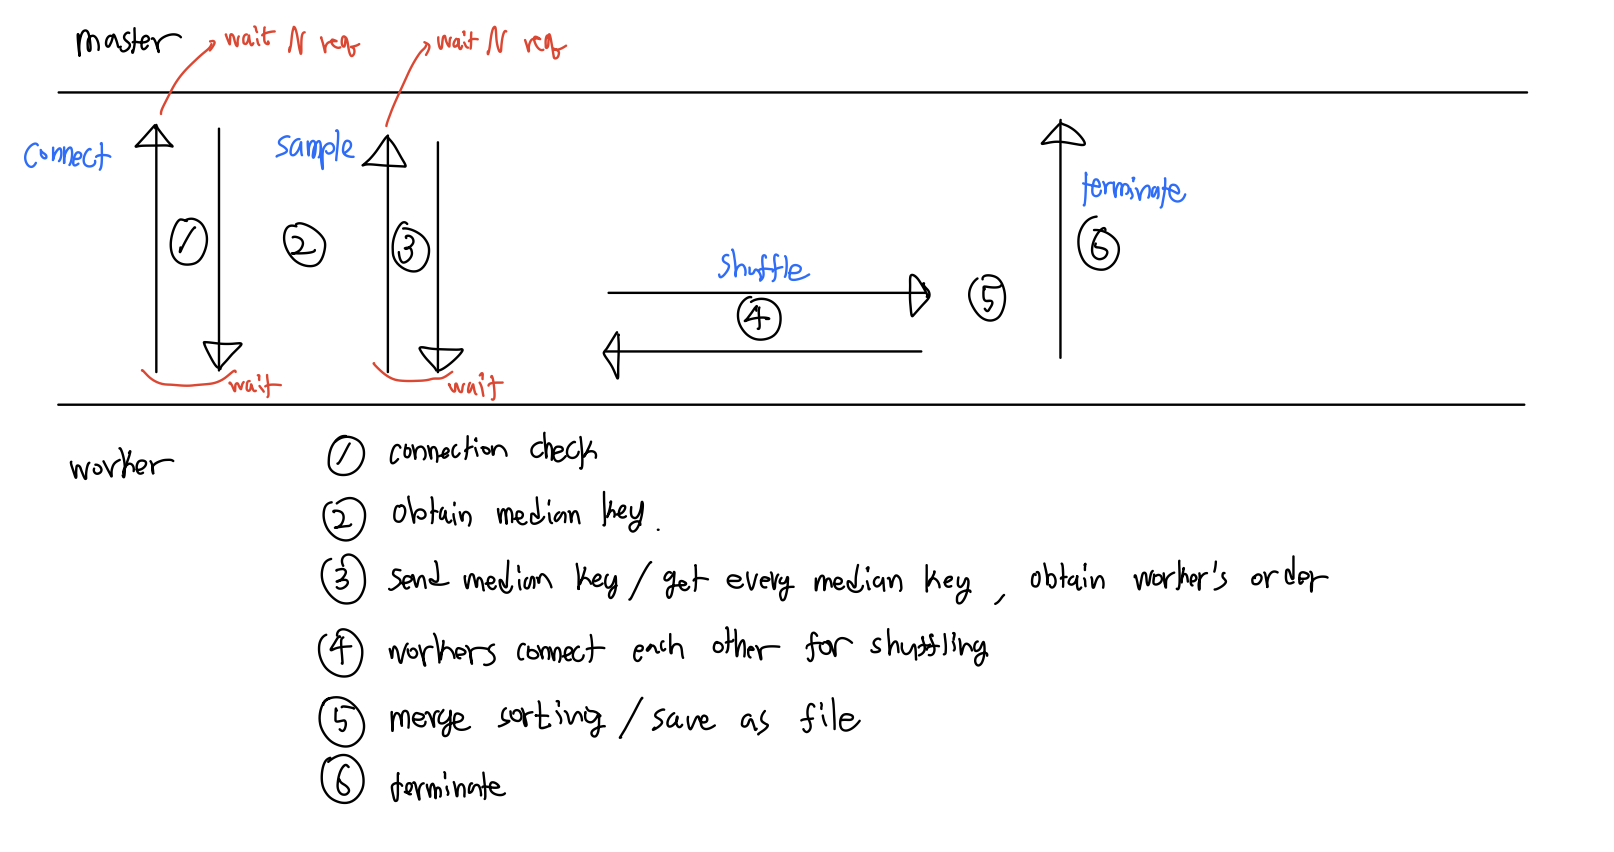 master
wait N req
wait N req
connect
sample
terminate
1
2
3
6
shuffle
4
5
wait
wait
worker
1 connection check
2 obtain median key.
3 send median key/get every median key, obtain worker's order
4 workers connect each other for shuffling
5 merge sorting/save as file
6 terminate